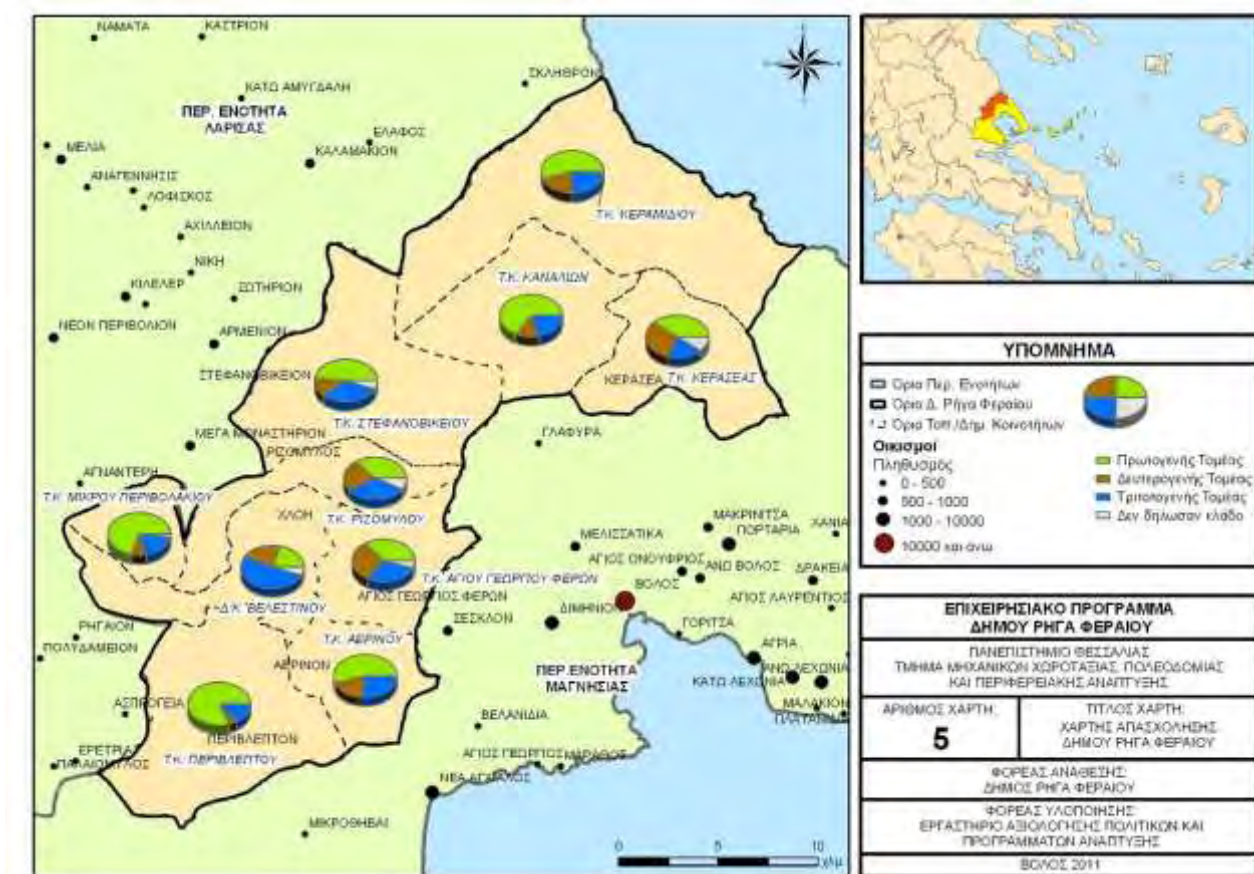 ΝΑΜΑΤΑ
ΚΑΣΤΡΙΟΝ
ΣΚΛΗΘΡΟΝ
ΚΑΤΩ ΑΜΥΓΔΑΛΗ
ΠΕΡ. ΕΝΟΤΗΤΑ
ΛΑΡΙΣΑΣ
ΕΛΑΦΟΣ
ΜΕΛΙΑ
ΚΑΛΑΜΑΚΙΟΝ
ΑΝΑΓΕΝΝΗΣΙΣ
ΛΟΦΙΣΚΟΣ
Τ.Κ. ΚΕΡΑΜΙΔΙΟΥ
ΑΧΙΛΛΕΙΟΝ
ΝΙΚΗ
Τ.Κ. ΚΑΝΑΛΙΩΝ
ΚΙΛΕΛΕΡ
ΣΩΤΗΡΙΟΝ
ΝΕΟΝ ΠΕΡΙΒΟΛΙΟΝ
ΑΡΜΕΝΙΟΝ
ΣΤΕΦΑΝΟΒΙΚΕΙΟΝ
ΚΕΡΑΣΕΑ
Τ.Κ. ΚΕΡΑΣΕΑΣ
Τ.Κ. ΣΤΕΦΑΝΟΒΙΚΕΙΟΥ
ΜΕΓΑ ΜΟΝΑΣΤΗΡΙΟΝ
ΓΛΑΦΥΡΑ
ΡΙΖΟΜΥΛΟΣ
ΑΓΝΑΝΤΕΡΗ
Τ.Κ. ΜΙΚΡΟΥ ΠΕΡΙΒΟΛΑΚΙΟΥ
ΧΛΟΗ
Τ.Κ. ΡΙΖΟΜΥΛΟΥ
ΜΑΚΡΙΝΙΤΣΑ
ΠΟΡΤΑΡΙΑ
ΧΑΝΙΑ
ΜΕΛΙΣΣΑΤΙΚΑ
ΑΓΙΟΣ ΟΝΟΥΦΡΙΟΣ
ΑΝΩ ΒΟΛΟΣ
ΔΡΑΚΕΙΑ
Τ.Κ. ΑΓΙΟΥ ΓΕΩΡΓΙΟΥ ΦΕΡΩΝ
ΒΟΛΟΣ
ΑΓΙΟΣ ΓΕΩΡΓΙΟΣ ΦΕΡΩΝ
ΑΓΙΟΣ ΛΑΥΡΕΝΤΙΟΣ
Δ.Κ. ΒΕΛΕΣΤΙΝΟΥ
ΔΙΜΗΝΙΟΝ
ΣΕΣΚΛΟΝ
ΓΟΡΙΤΣΑ
ΡΗΓΑΙΟΝ
Τ.Κ. ΑΕΡΙΝΟΥ
ΑΓΡΙΑ
ΠΟΛΥΔΑΜΕΙΟΝ
ΑΕΡΙΝΟΝ
ΠΕΡ.ΕΝΟΤΗΤΑ
ΜΑΓΝΗΣΙΑΣ
ΑΝΩ ΛΕΧΩΝΙΑ
ΚΑΤΩ ΛΕΧΩΝΙΑ
ΜΑΛΑΚΙΟΝ
ΑΣΠΡΟΓΕΙΑ
ΒΕΛΑΝΙΔΙΑ
ΠΕΡΙΒΛΕΠΤΟΝ
Τ.Κ. ΠΕΡΙΒΛΕΠΤΟΥ
ΑΓΙΟΣ ΓΕΩΡΓΙΟΣ
ΜΑΡΑΘΟΣ
ΝΕΑ ΑΓΧΙΑΛΟΣ
ΜΙΚΡΟΘΗΒΑΙ
0 5 10
χλμ
ΥΠΟΜΝΗΜΑ
Όρια Περ. Ενοτήτων
Όρια Δ. Ρήγα Φεραίου
Όρια Τοπ./Δημ. Κοινοτήτων
Οικισμοί
Πληθυσμός
0 - 500
500 - 1000
1000 - 10000
10000 και άνω
Πρωτογενής Τομέας
Δευτερογενής Τομέας
Τριτογενής Τομέας
Δεν δήλωσαν κλάδο
ΕΠΙΧΕΙΡΗΣΙΑΚΟ ΠΡΟΓΡΑΜΜΑ
ΔΗΜΟΥ ΡΗΓΑ ΦΕΡΑΙΟΥ
ΠΑΝΕΠΙΣΤΗΜΙΟ ΘΕΣΣΑΛΙΑΣ
ΤΜΗΜΑ ΜΗΧΑΝΙΚΩΝ ΧΩΡΟΤΑΞΙΑΣ, ΠΟΛΕΟΔΟΜΙΑΣ
ΚΑΙ ΠΕΡΙΦΕΡΕΙΑΚΗΣ ΑΝΑΠΤΥΞΗΣ
ΑΡΙΘΜΟΣ ΧΑΡΤΗ:
5
ΤΙΤΛΟΣ ΧΑΡΤΗ:
ΧΑΡΤΗΣ ΑΠΑΣΧΟΛΗΣΗΣ
ΔΗΜΟΥ ΡΗΓΑ ΦΕΡΑΙΟΥ
ΦΟΡΕΑΣ ΑΝΑΘΕΣΗΣ:
ΔΗΜΟΣ ΡΗΓΑ ΦΕΡΑΙΟΥ
ΦΟΡΕΑΣ ΥΛΟΠΟΙΗΣΗΣ:
ΕΡΓΑΣΤΗΡΙΟ ΑΞΙΟΛΟΓΗΣΗΣ ΠΟΛΙΤΙΚΩΝ ΚΑΙ
ΠΡΟΓΡΑΜΜΑΤΩΝ ΑΝΑΠΤΥΞΗΣ
ΒΟΛΟΣ 2011